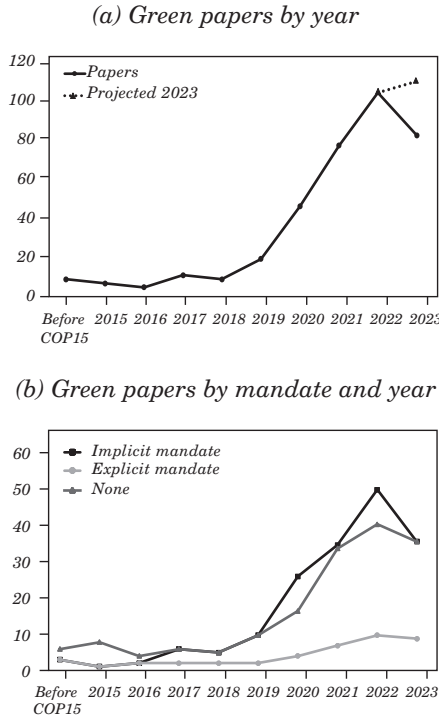 (a) Green papers by year
120
100
80
60
40
20
0
Papers
Projected 2023
Before COP15 2015 2016 2017 2018 2019 2020 2021 2022 2023
(b) Green papers by mandate and year
60
50
40
30
20
10
0
Implicit mandate
Explicit mandate
None
Before COP15 2015 2016 2017 2018 2019 2020 2021 2022 2023